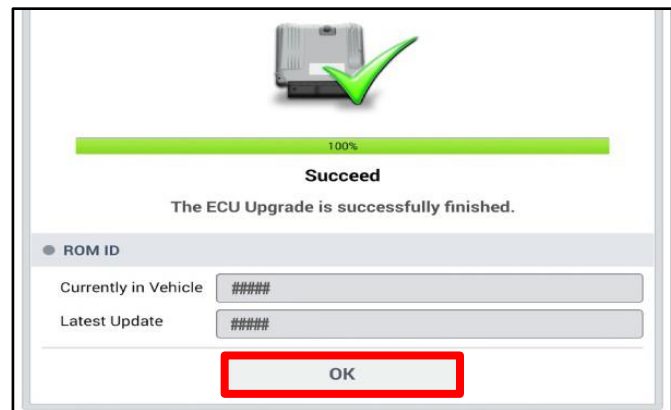 100%
Succeed
The ECU Upgrade is successfully finished.
ROM ID
Currently in Vehicle #####
Latest Update #####
OK